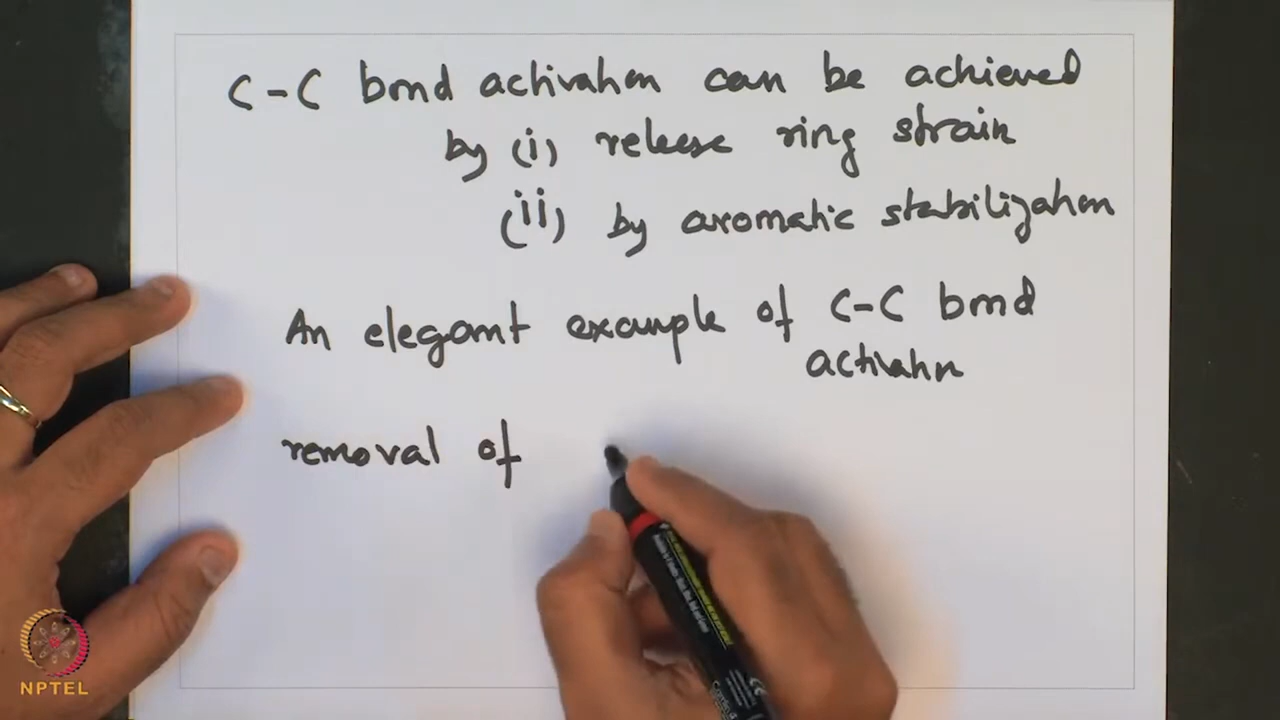 C-C bond activation can be achieved
by (i) release ring strain
(ii) by aromatic stabilization
An elegant example of C-C bond
activation
removal of
NPTEL